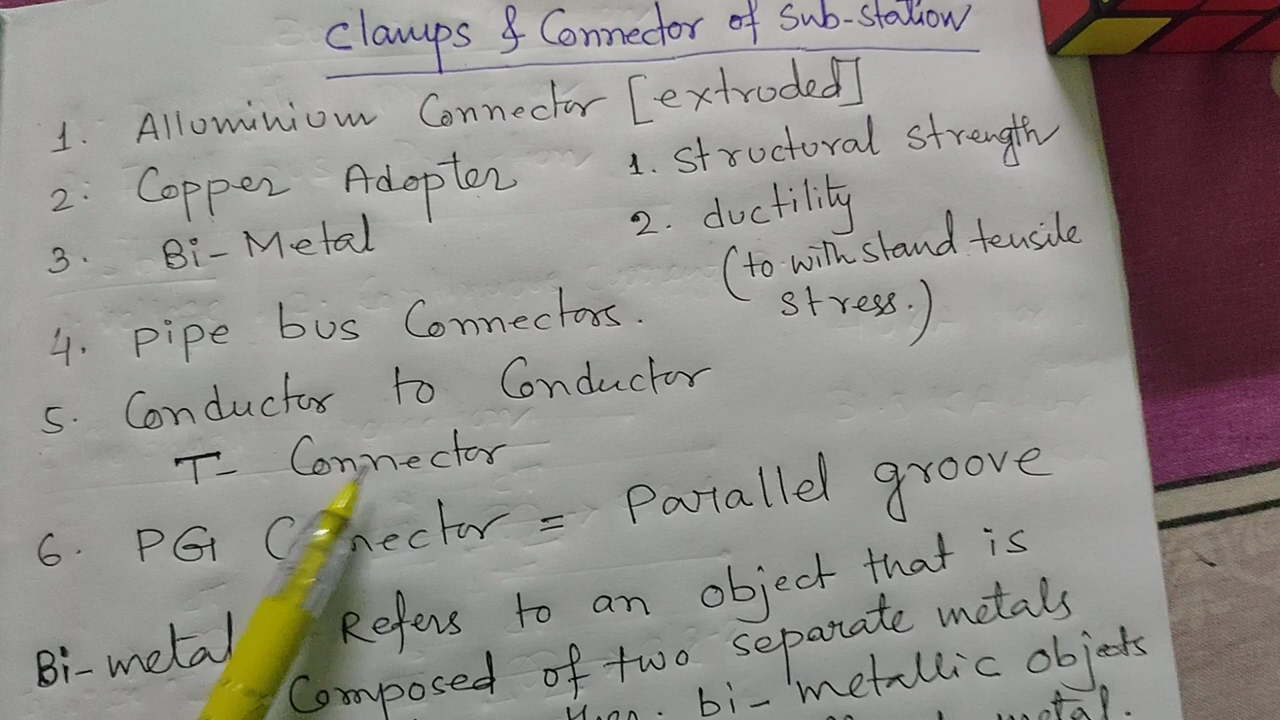 Clamps & Connector of Sub-station
1. Alluminium Connector [extruded]
2. Copper Adopter
1. structural strength
3. Bi-Metal
2. ductility
(to withstand tensile
stress.)
4. pipe bus Connectors.
5. Conductor to Conductor
T- Connector
6. PG Connector = Parallel groove
Bi-metal Refers to an object that is
Composed of two separate metals
bi-metallic objects
metal.